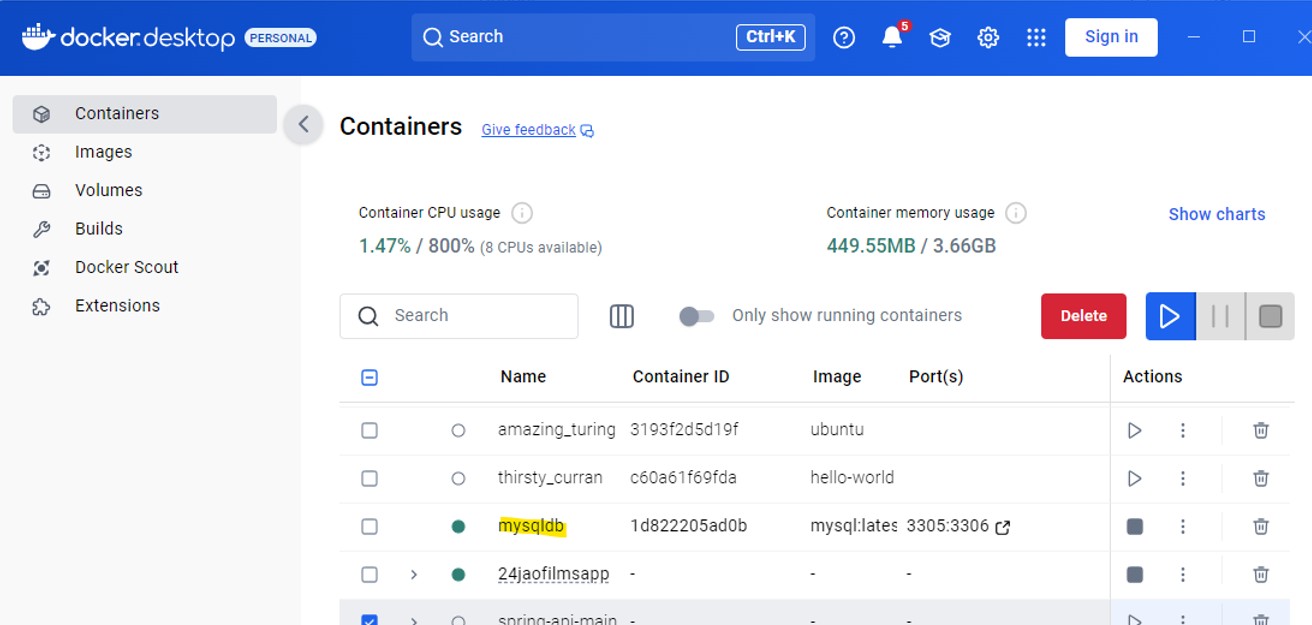 docker.desktop PERSONAL Search Ctrl+K 5 Sign in
Containers
Images
Volumes
Builds
Docker Scout
Extensions
Containers Give feedback
Container CPU usage Container memory usage Show charts
1.47% / 800% (8 CPUs available) 449.55MB / 3.66GB
Search Only show running containers Delete
Name Container ID Image Port(s) Actions
amazing_turing 3193f2d5d19f ubuntu
thirsty_curran c60a61f69fda hello-world
mysqldb 1d822205ad0b mysql:lates 3305:3306
24jaofilmsapp - - -
spring-api-main - - -